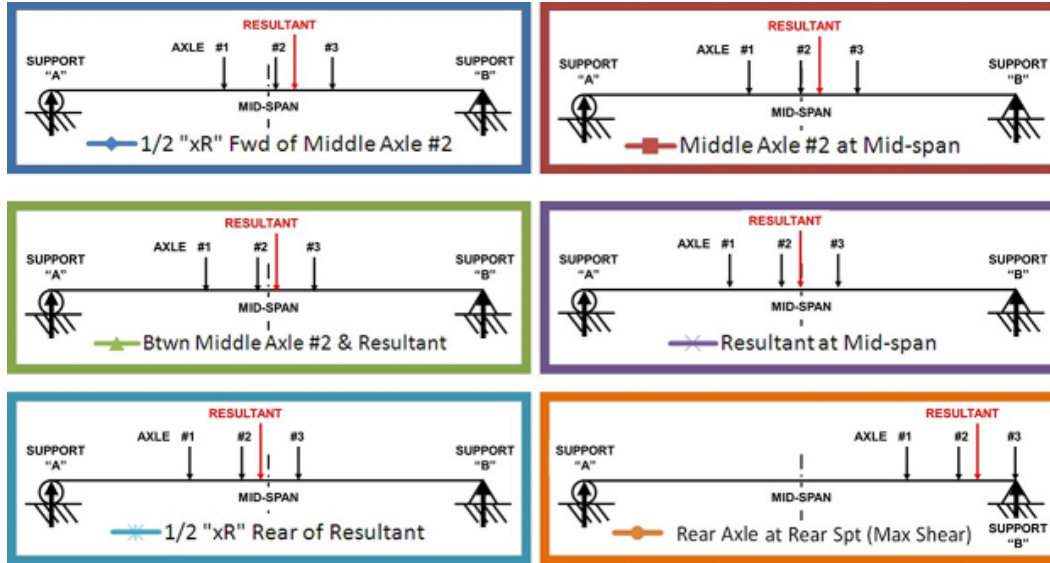 RESULTANT
AXLE #1 #2 #3
SUPPORT "A"
SUPPORT "B"
MID-SPAN
1/2 "xR" Fwd of Middle Axle #2
RESULTANT
AXLE #1 #2 #3
SUPPORT "A"
SUPPORT "B"
MID-SPAN
Middle Axle #2 at Mid-span
RESULTANT
AXLE #1 #2 #3
SUPPORT "A"
SUPPORT "B"
MID-SPAN
Btwn Middle Axle #2 & Resultant
RESULTANT
AXLE #1 #2 #3
SUPPORT "A"
SUPPORT "B"
MID-SPAN
Resultant at Mid-span
RESULTANT
AXLE #1 #2 #3
SUPPORT "A"
SUPPORT "B"
MID-SPAN
1/2 "xR" Rear of Resultant
RESULTANT
AXLE #1 #2 #3
SUPPORT "A"
MID-SPAN
SUPPORT "B"
Rear Axle at Rear Spt (Max Shear)